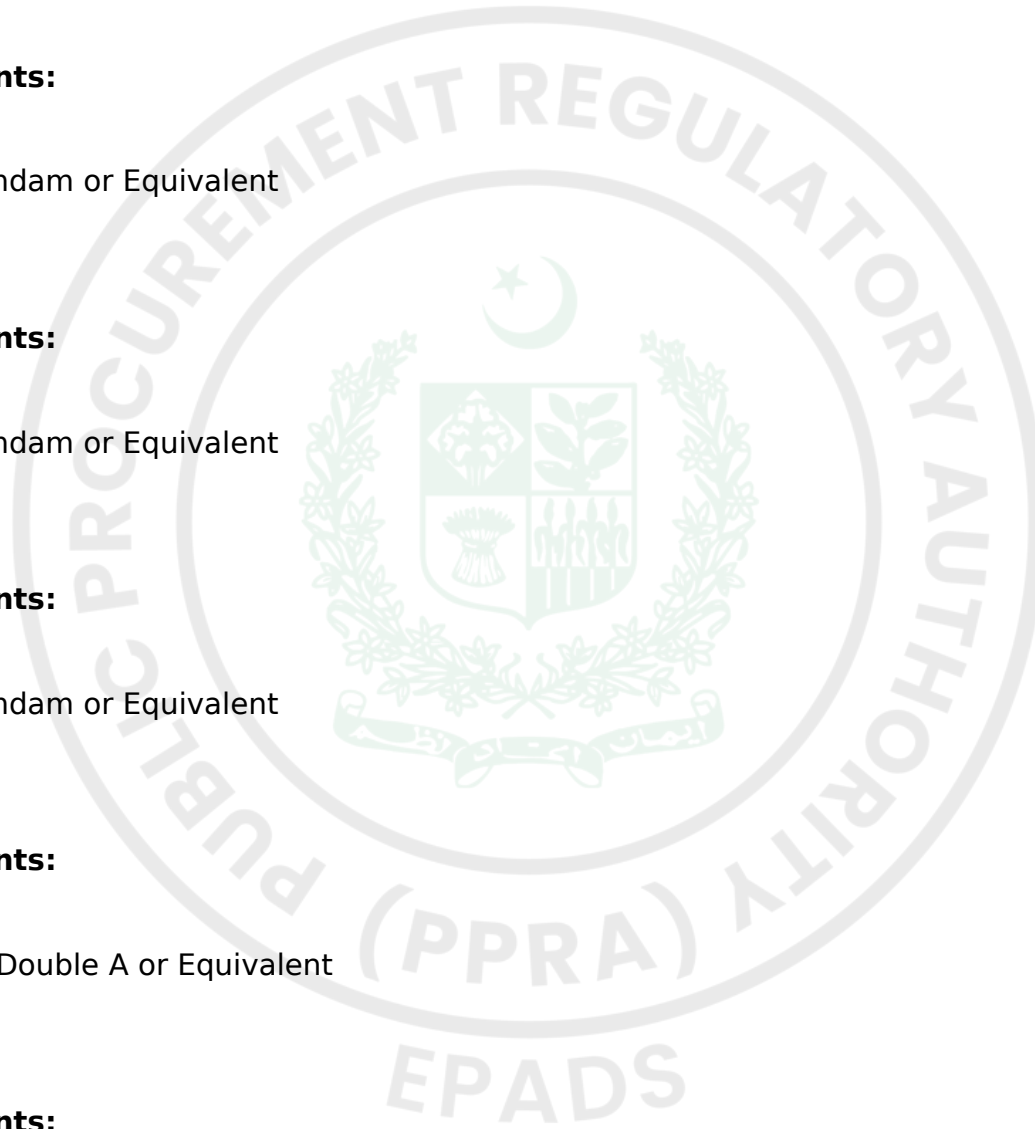 nts:
ndam or Equivalent
nts:
ndam or Equivalent
nts:
ndam or Equivalent
nts:
Double A or Equivalent
nts:
PUBLIC PROCUREMENT REGULATORY AUTHORITY
(PPRA)
EPADS